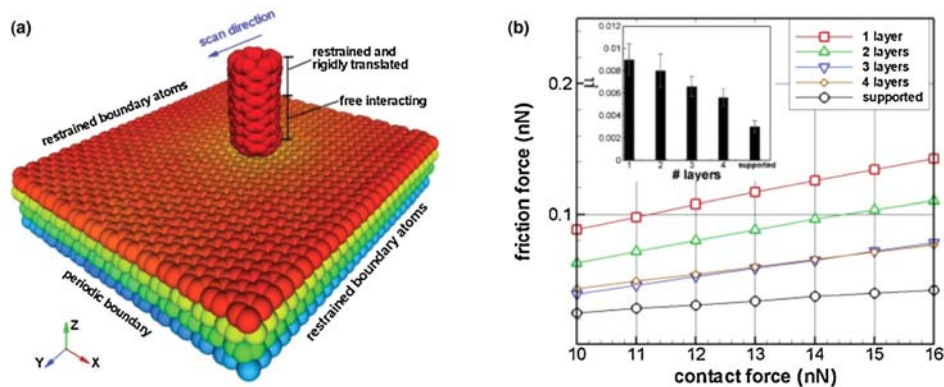 (a)
scan direction
restrained and
rigidly translated
free interacting
restrained boundary atoms
periodic boundary
restrained boundary atoms
Z
Y
X
(b)
friction force (nN)
0.2
0.1
0.012
0.01
0.008
0.006
0.004
0.002
0
μ
1
2
3
4
supported
# layers
1 layer
2 layers
3 layers
4 layers
supported
10
11
12
13
14
15
16
contact force (nN)